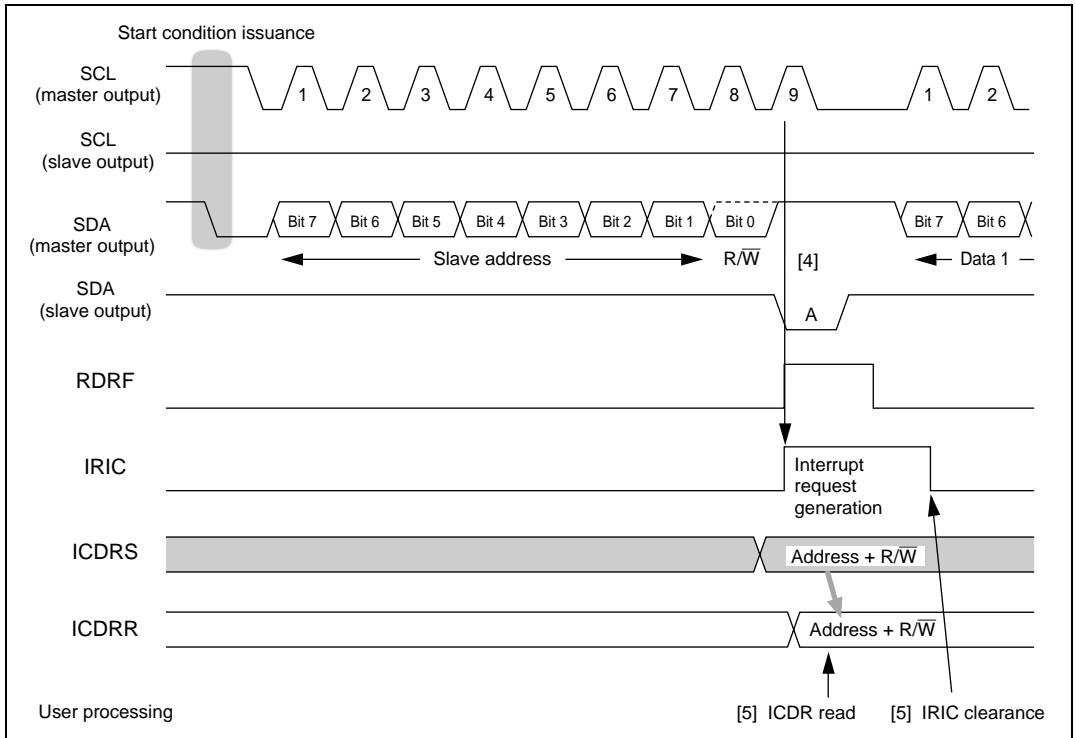 Start condition issuance
SCL
(master output)
1 2 3 4 5 6 7 8 9 1 2
SCL
(slave output)
SDA
(master output)
Bit 7 Bit 6 Bit 5 Bit 4 Bit 3 Bit 2 Bit 1 Bit 0 Bit 7 Bit 6
Slave address R/W̅ [4] Data 1
SDA
(slave output)
A
RDRF
IRIC
Interrupt
request
generation
ICDRS
Address + R/W̅
ICDRR
Address + R/W̅
User processing
[5] ICDR read
[5] IRIC clearance